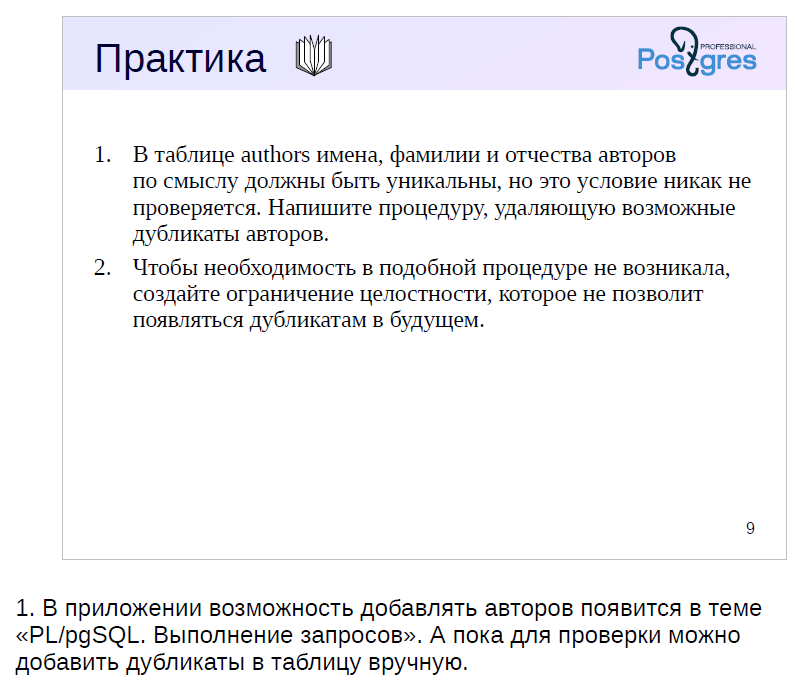 Практика
PROFESSIONAL
Postgres
1. В таблице authors имена, фамилии и отчества авторов
по смыслу должны быть уникальны, но это условие никак не
проверяется. Напишите процедуру, удаляющую возможные
дубликаты авторов.
2. Чтобы необходимость в подобной процедуре не возникала,
создайте ограничение целостности, которое не позволит
появляться дубликатам в будущем.
9
1. В приложении возможность добавлять авторов появится в теме
«PL/pgSQL. Выполнение запросов». А пока для проверки можно
добавить дубликаты в таблицу вручную.